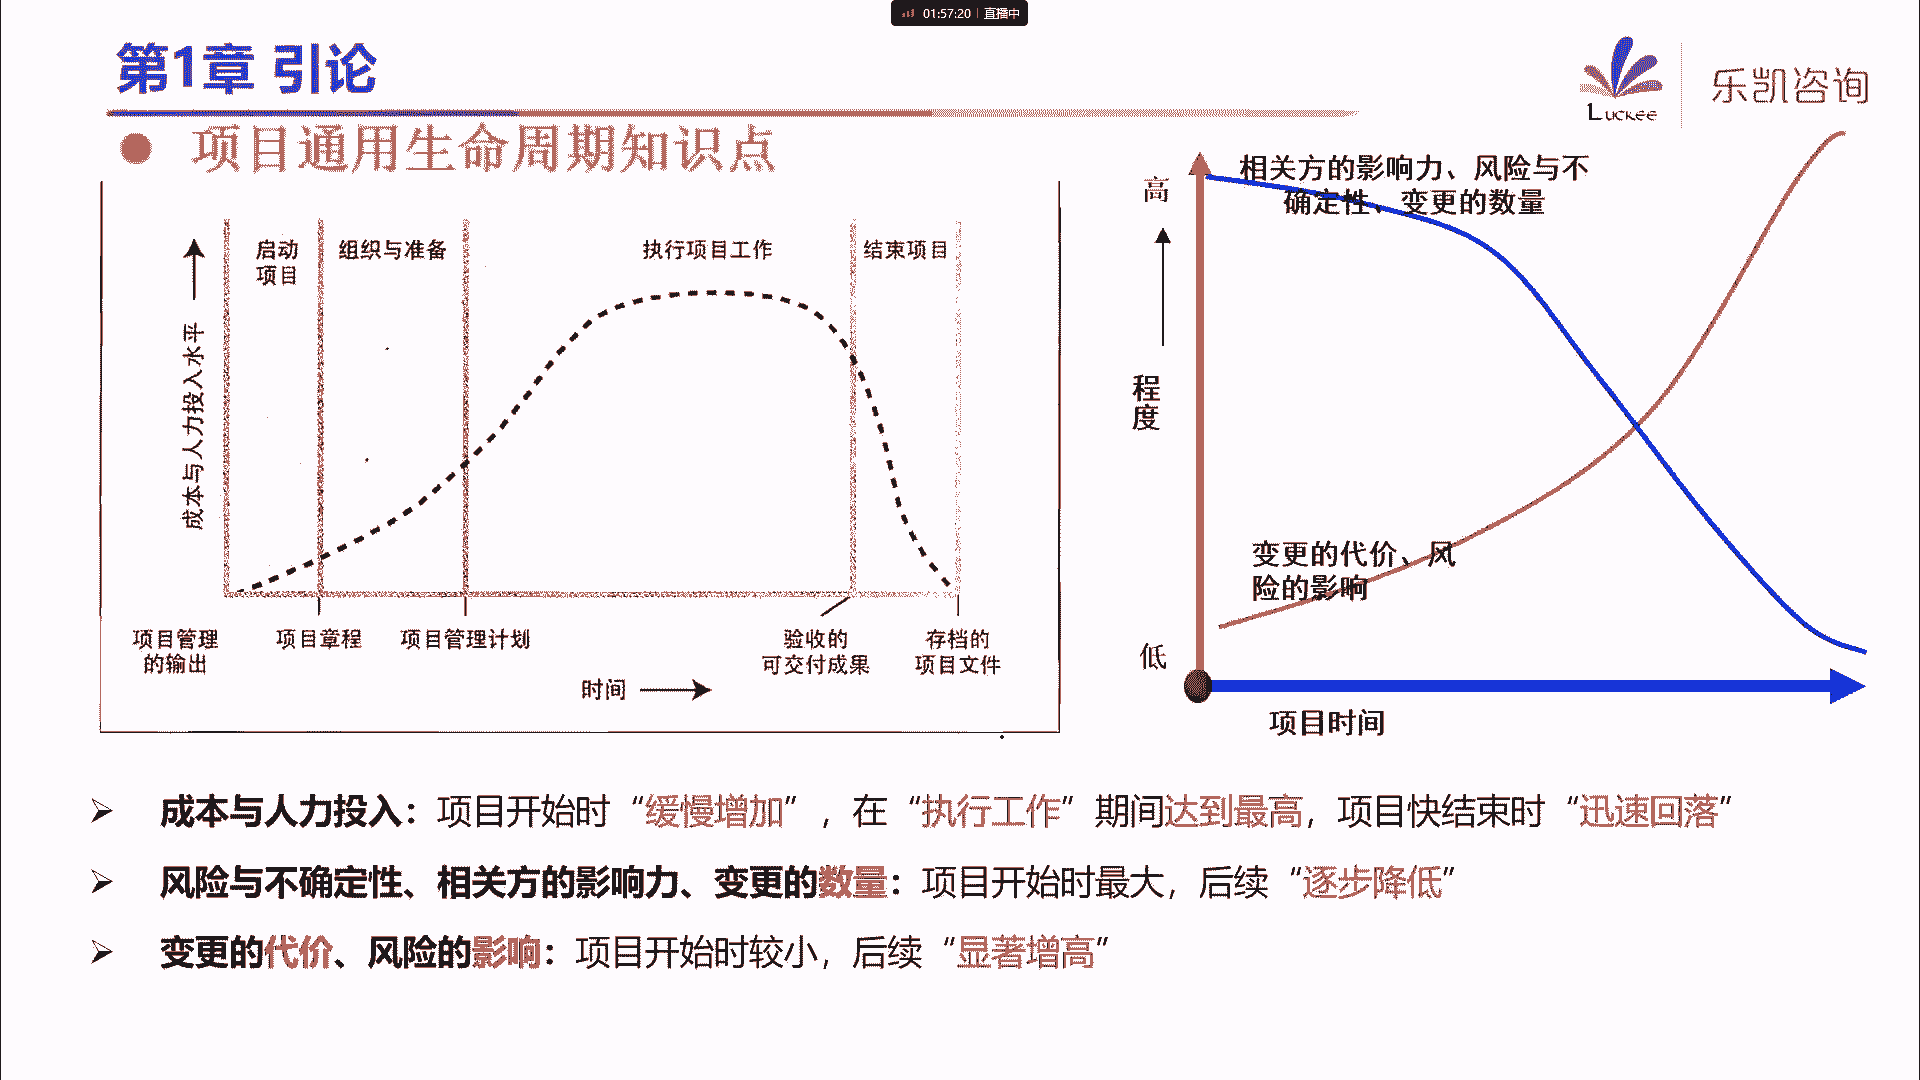 01:57:20 | 直播中
第1章 引论
Luckee
乐凯咨询
● 项目通用生命周期知识点
启动
项目
组织与准备
执行项目工作
结束项目
成本与人力投入水平
项目管理
的输出
项目章程
项目管理计划
验收的
可交付成果
存档的
项目文件
时间
高
相关方的影响力、风险与不
确定性、变更的数量
程
度
变更的代价、风
险的影响
低
项目时间
➢ 成本与人力投入：项目开始时“缓慢增加”，在“执行工作”期间达到最高，项目快结束时“迅速回落”
➢ 风险与不确定性、相关方的影响力、变更的数量：项目开始时最大，后续“逐步降低”
➢ 变更的代价、风险的影响：项目开始时较小，后续“显著增高”